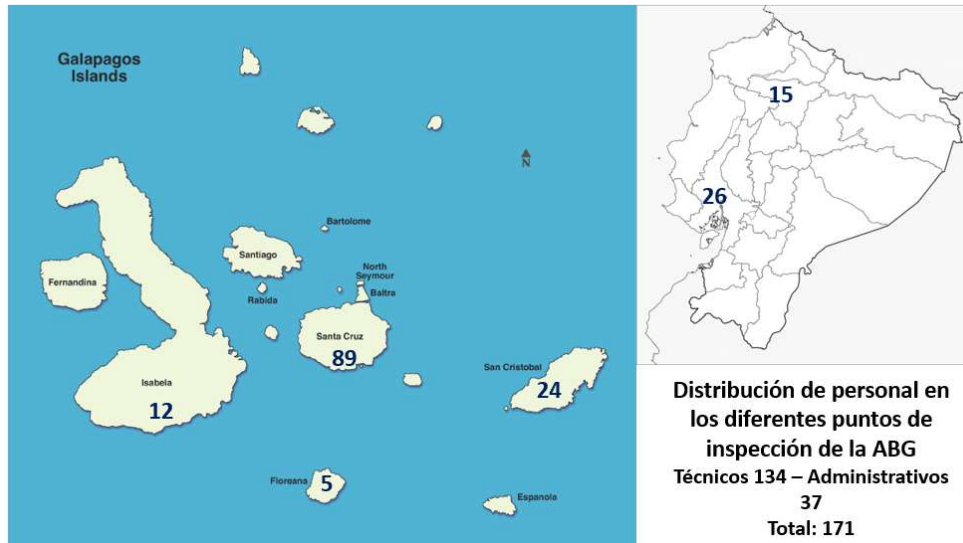 Galapagos
Islands
N
Bartolome
Santiago
North
Seymour
Fernandina
Rabida
Baltra
Santa Cruz
89
San Cristobal
24
Isabela
12
Floreana
5
Espanola
15
26
Distribución de personal en
los diferentes puntos de
inspección de la ABG
Técnicos 134 – Administrativos
37
Total: 171